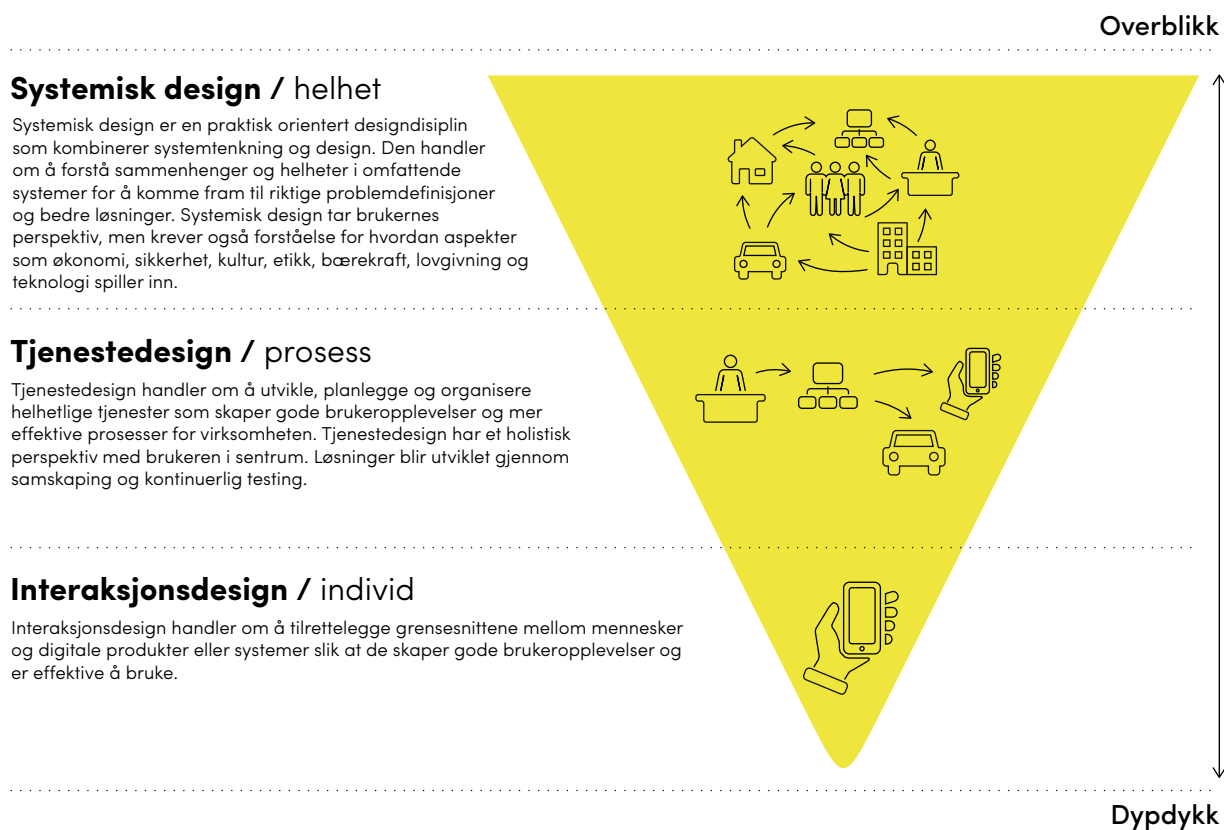 Overblikk
Systemisk design / helhet
Systemisk design er en praktisk orientert designdisiplin
som kombinerer systemtenkning og design. Den handler
om å forstå sammenhenger og helheter i omfattende
systemer for å komme fram til riktige problemdefinisjoner
og bedre løsninger. Systemisk design tar brukernes
perspektiv, men krever også forståelse for hvordan aspekter
som økonomi, sikkerhet, kultur, etikk, bærekraft, lovgivning og
teknologi spiller inn.
Tjenestedesign / prosess
Tjenestedesign handler om å utvikle, planlegge og organisere
helhetlige tjenester som skaper gode brukeropplevelser og mer
effektive prosesser for virksomheten. Tjenestedesign har et holistisk
perspektiv med brukeren i sentrum. Løsninger blir utviklet gjennom
samskaping og kontinuerlig testing.
Interaksjonsdesign / individ
Interaksjonsdesign handler om å tilrettelegge grensesnittene mellom mennesker
og digitale produkter eller systemer slik at de skaper gode brukeropplevelser og
er effektive å bruke.
Dypdykk